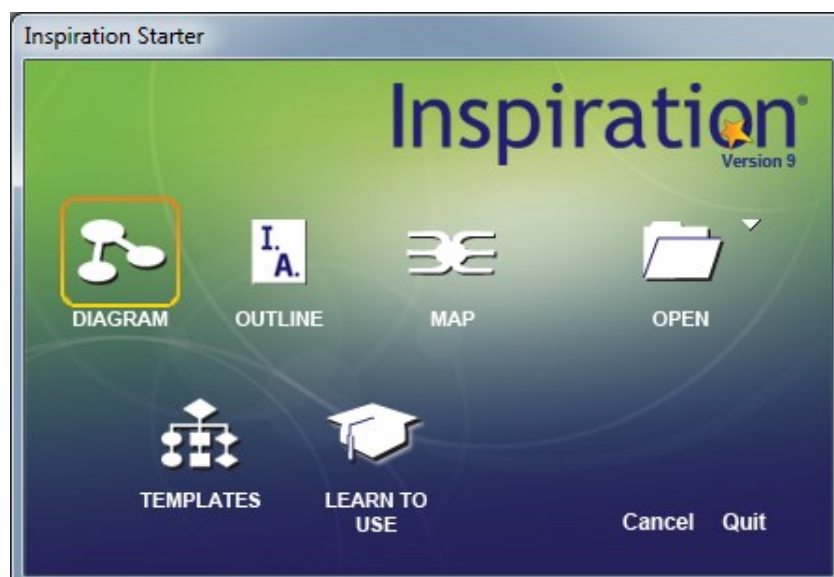 Inspiration Starter
Inspiration®
Version 9
I.
A.
DIAGRAM
OUTLINE
MAP
OPEN
TEMPLATES
LEARN TO
USE
Cancel Quit